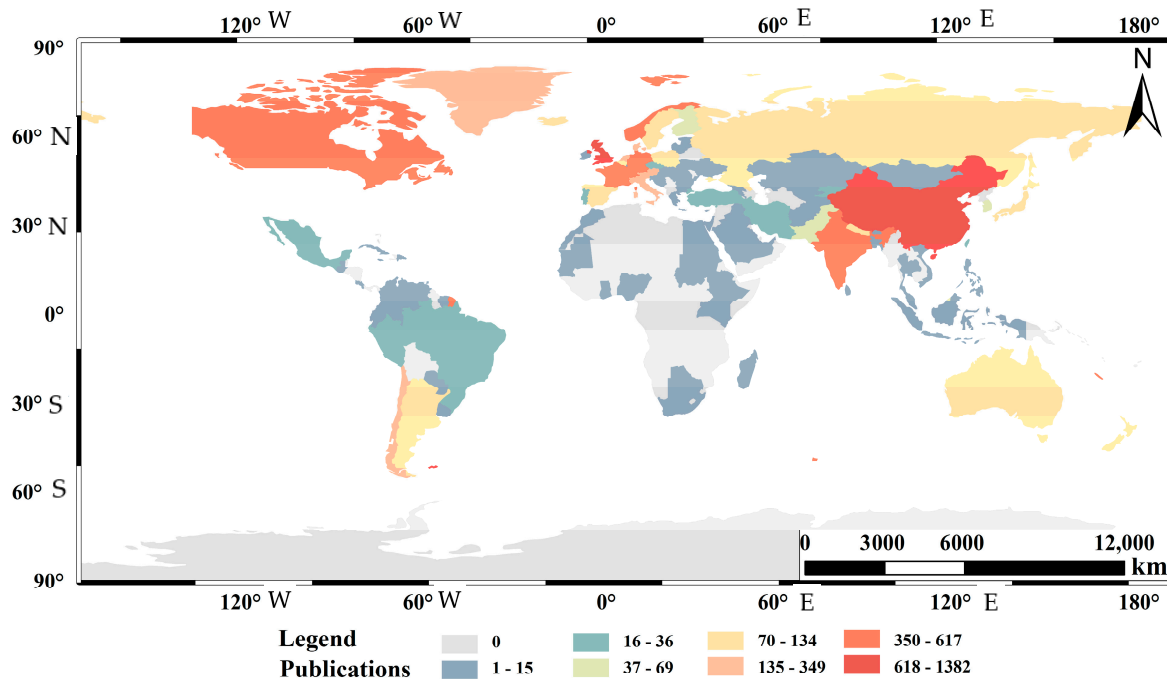 120° W 60° W 0° 60° E 120° E 180°
90°
N
60° N
30° N
0°
30° S
60° S
0 3000 6000 12,000
km
90°
120° W 60° W 0° 60° E 120° E 180°
Legend 0 16 - 36 70 - 134 350 - 617
Publications 1 - 15 37 - 69 135 - 349 618 - 1382